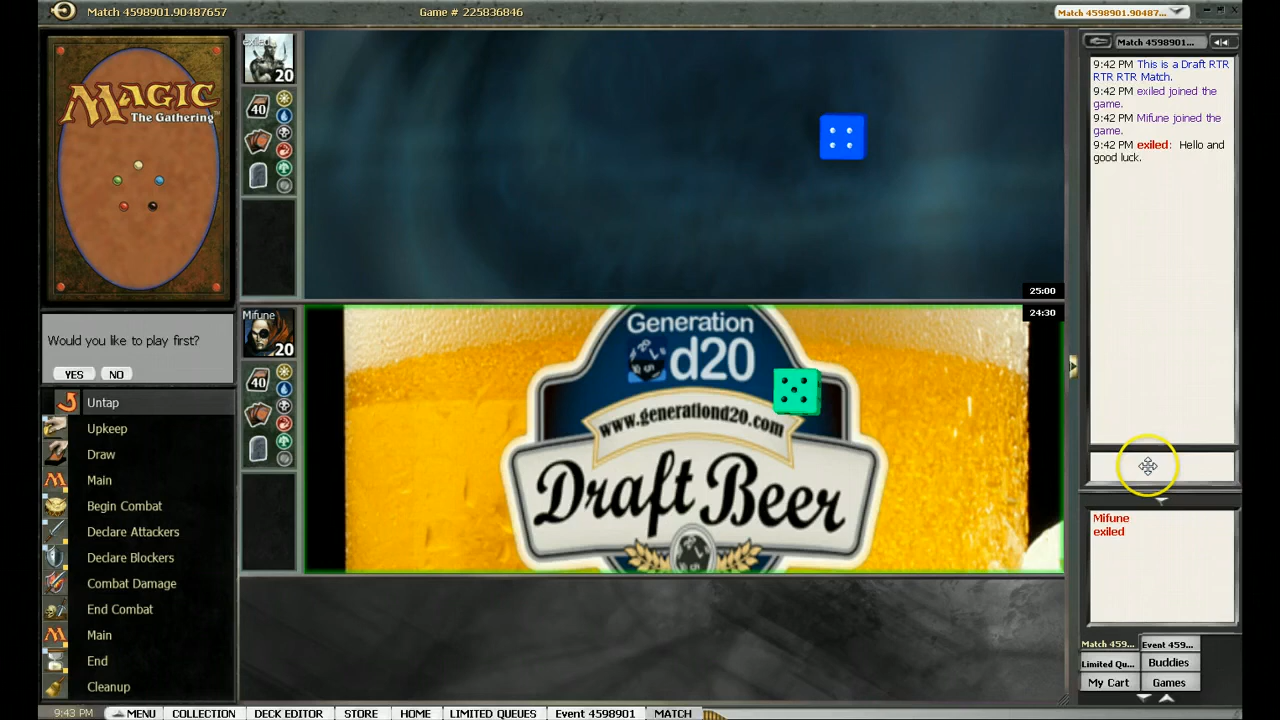 Match 4598901.90487657
Game # 225836846
Match 4598901.90487...
MAGIC
The Gathering
exiled
20
40
25:00
Match 4598901...
9:42 PM This is a Draft RTR
RTR RTR Match.
9:42 PM exiled joined the
game.
9:42 PM Mifune joined the
game.
9:42 PM exiled: Hello and
good luck.
Would you like to play first?
YES
NO
Mifune
20
40
24:30
Generation
d20
www.generationd20.com
Draft Beer
Untap
Upkeep
Draw
Main
Begin Combat
Declare Attackers
Declare Blockers
Combat Damage
End Combat
Main
End
Cleanup
Mifune
exiled
Match 459...
Event 459...
Limited Qu...
Buddies
My Cart
Games
9:43 PM
MENU
COLLECTION
DECK EDITOR
STORE
HOME
LIMITED QUEUES
Event 4598901
MATCH